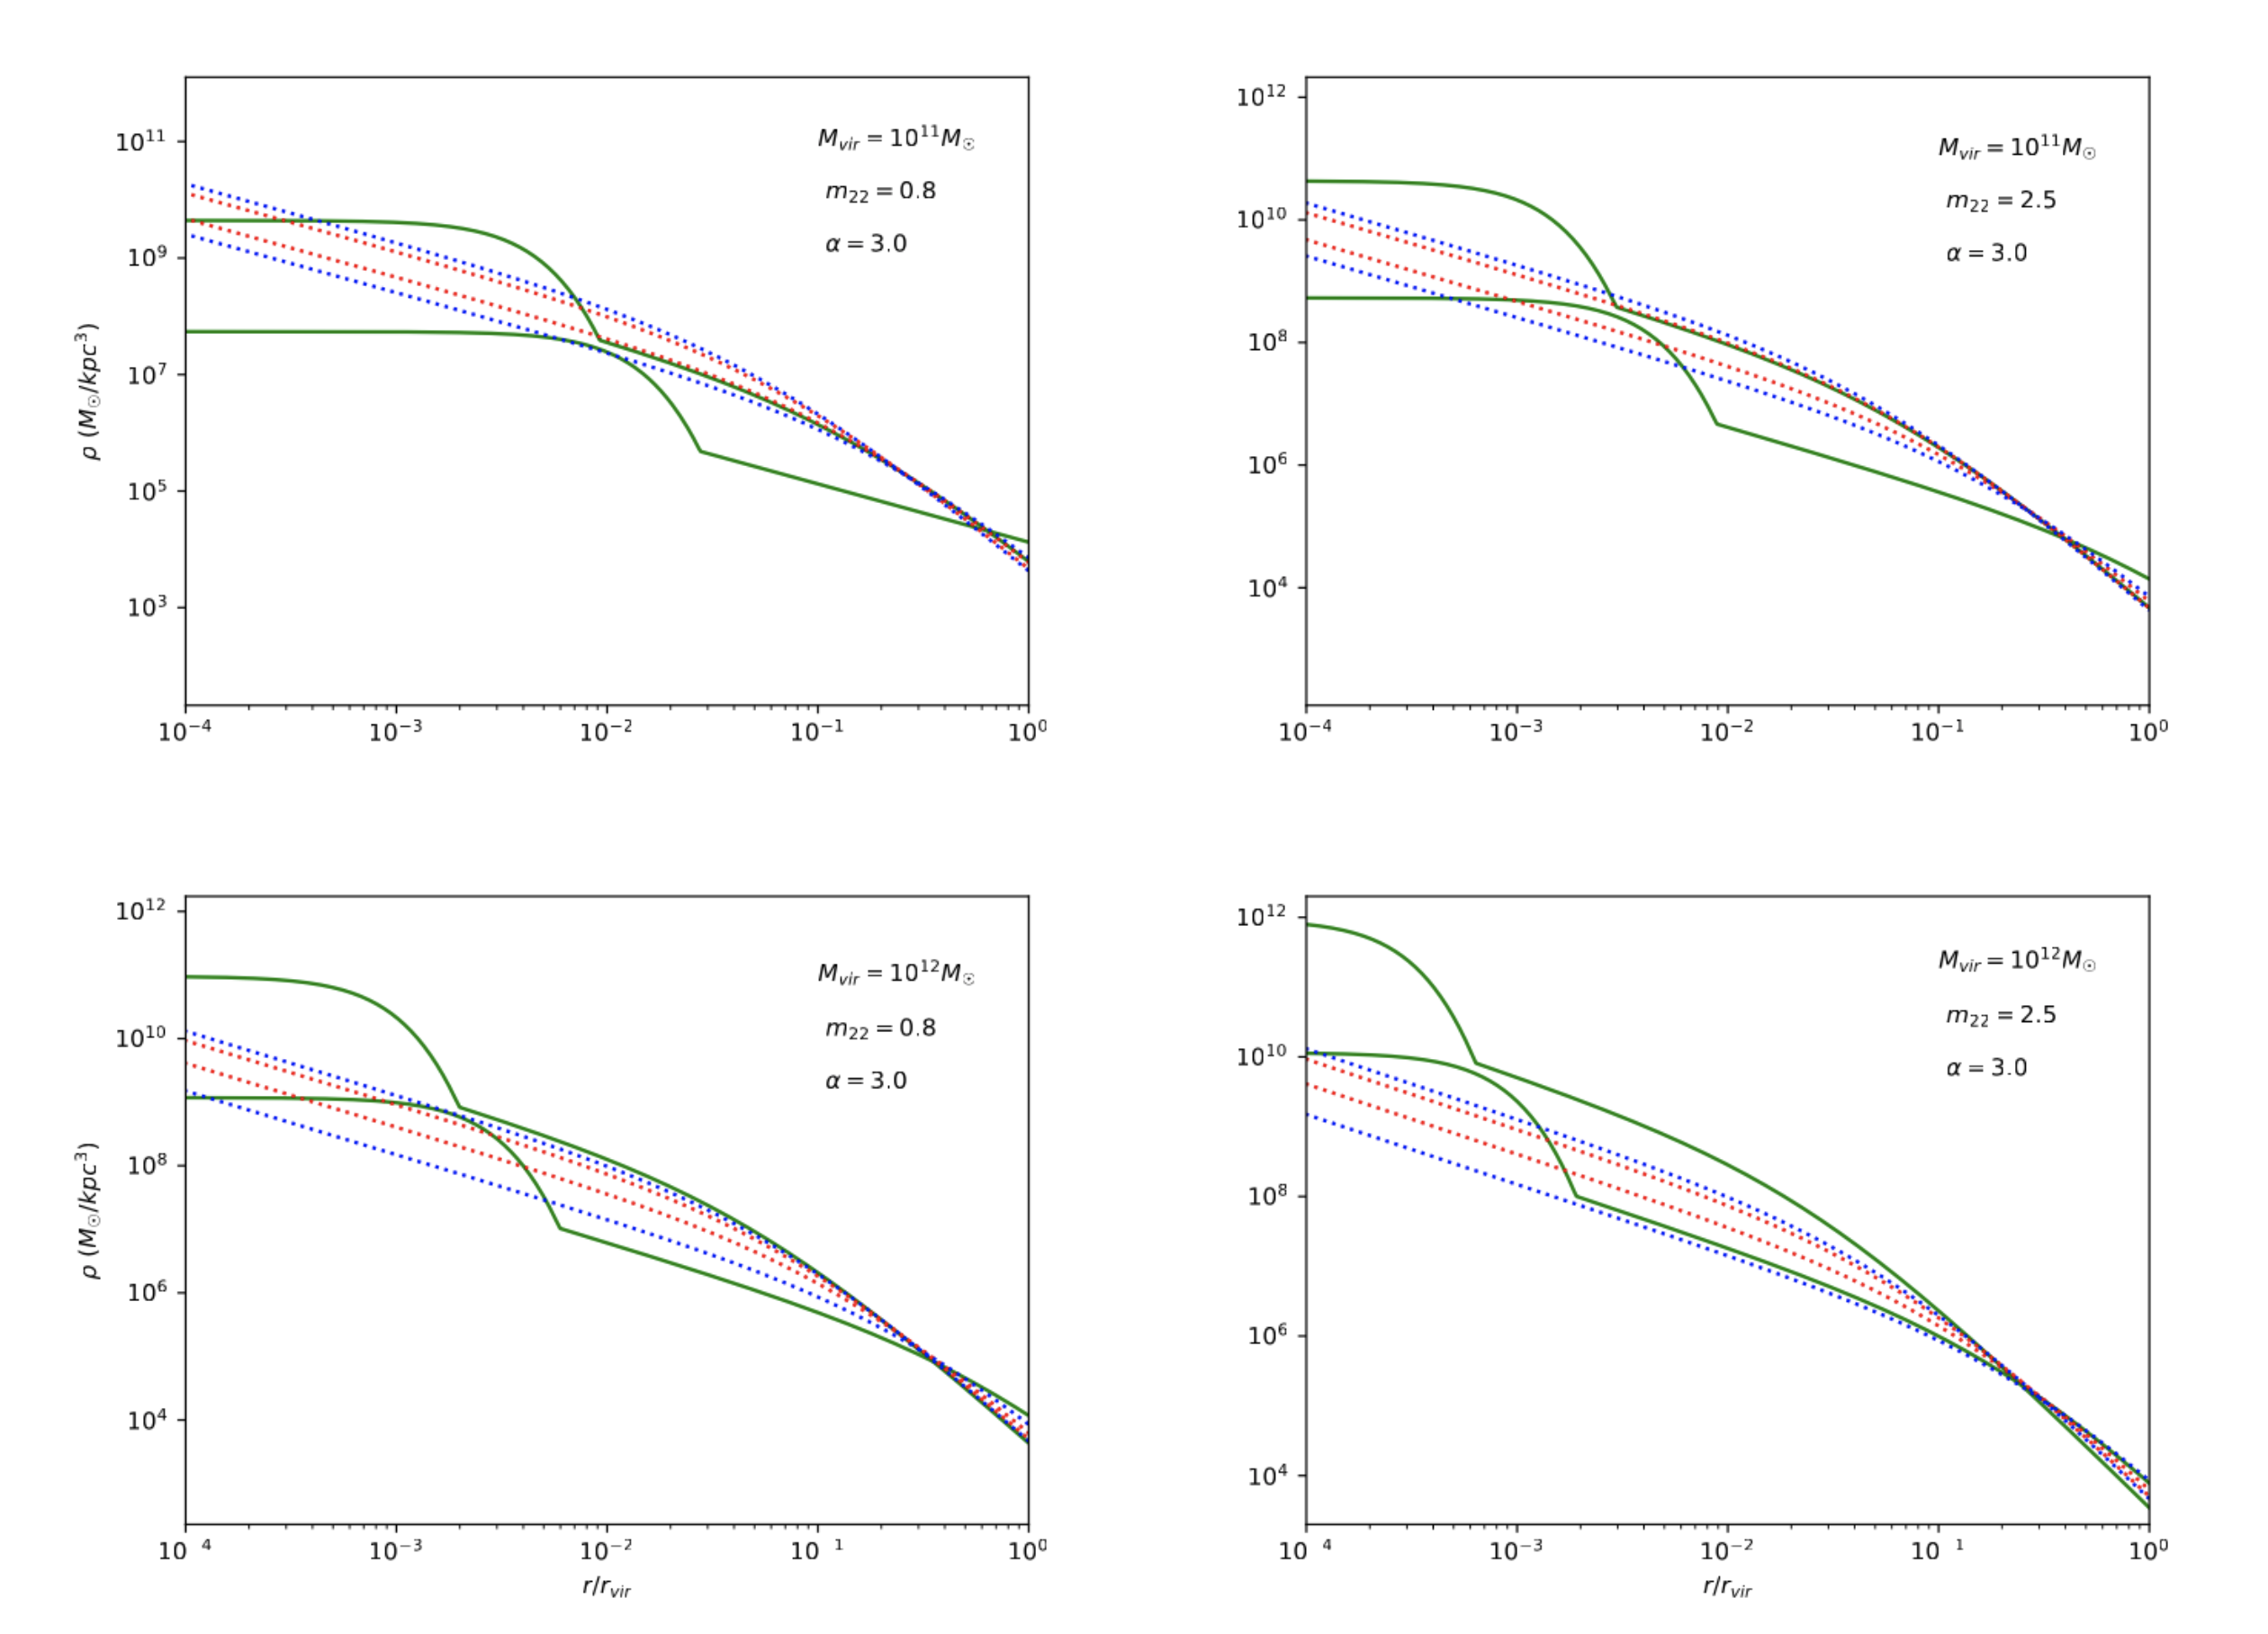 M_vir = 10^11 M_☉
m_22 = 0.8
α = 3.0
10^11
10^9
10^7
10^5
10^3
ρ (M_☉/kpc^3)
10^-4 10^-3 10^-2 10^-1 10^0
M_vir = 10^11 M_☉
m_22 = 2.5
α = 3.0
10^12
10^10
10^8
10^6
10^4
10^-4 10^-3 10^-2 10^-1 10^0
M_vir = 10^12 M_☉
m_22 = 0.8
α = 3.0
10^12
10^10
10^8
10^6
10^4
ρ (M_☉/kpc^3)
10 ^4 10^-3 10^-2 10 ^1 10^0
r/r_vir
M_vir = 10^12 M_☉
m_22 = 2.5
α = 3.0
10^12
10^10
10^8
10^6
10^4
10 ^4 10^-3 10^-2 10 ^1 10^0
r/r_vir